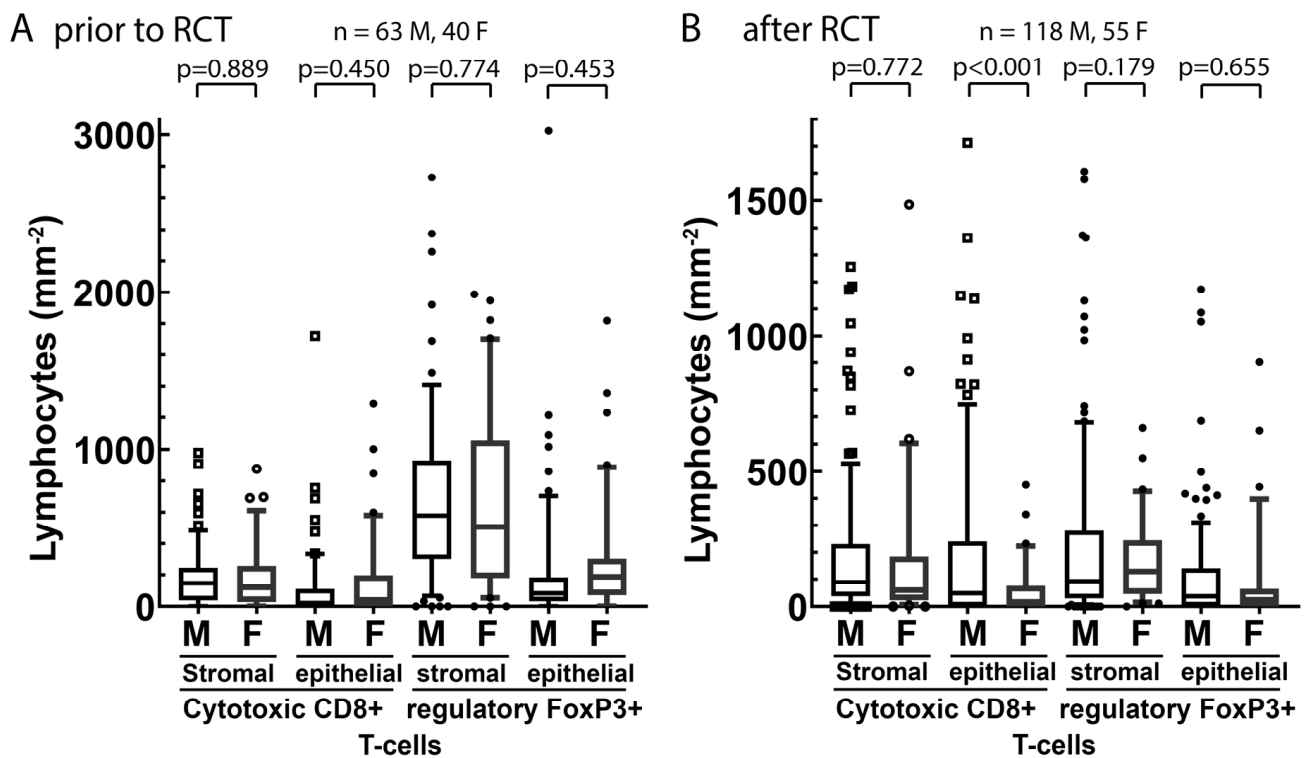 A prior to RCT
n = 63 M, 40 F
p=0.889
p=0.450
p=0.774
p=0.453
Lymphocytes (mm-2)
3000
2000
1000
0
M F M F M F M F
Stromal epithelial stromal epithelial
Cytotoxic CD8+ regulatory FoxP3+
T-cells
B after RCT
n = 118 M, 55 F
p=0.772
p<0.001
p=0.179
p=0.655
Lymphocytes (mm-2)
1500
1000
500
0
M F M F M F M F
Stromal epithelial stromal epithelial
Cytotoxic CD8+ regulatory FoxP3+
T-cells